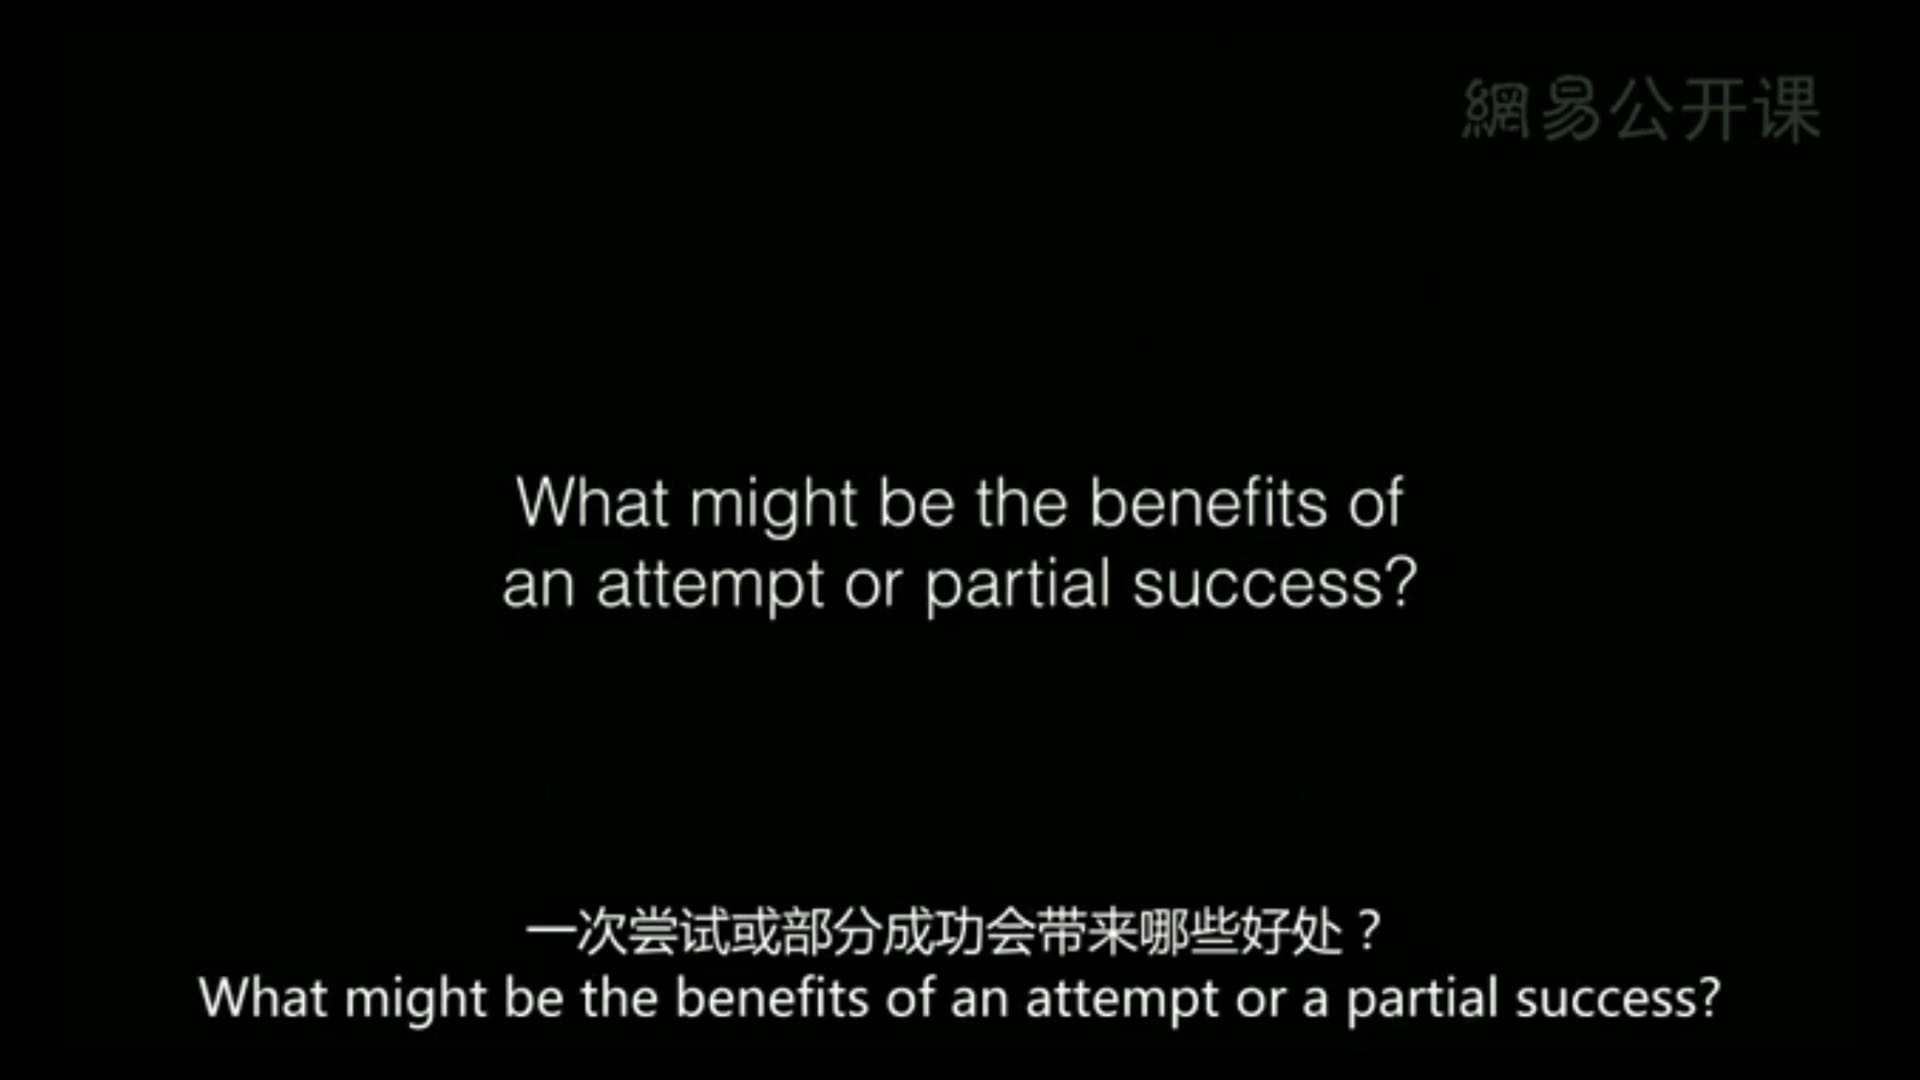 網易公开课
What might be the benefits of
an attempt or partial success?
一次尝试或部分成功会带来哪些好处？
What might be the benefits of an attempt or a partial success?